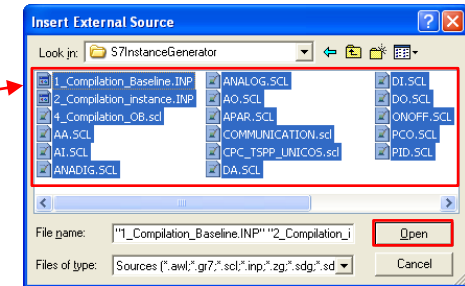 Insert External Source
Look in: S7InstanceGenerator
1_Compilation_Baseline.INP ANALOG.SCL DI.SCL
2_Compilation_instance.INP AO.SCL DO.SCL
4_Compilation_OB.scl APAR.SCL ONOFF.SCL
AA.SCL COMMUNICATION.scl PCO.SCL
AI.SCL CPC_TSPP_UNICOS.scl PID.SCL
ANADIG.SCL DA.SCL
File name: "1_Compilation_Baseline.INP" "2_Compilation_i Open
Files of type: Sources (*.awl;*.gr7;*.scl;*.inp;*.zg;*.sdg;*.sd Cancel